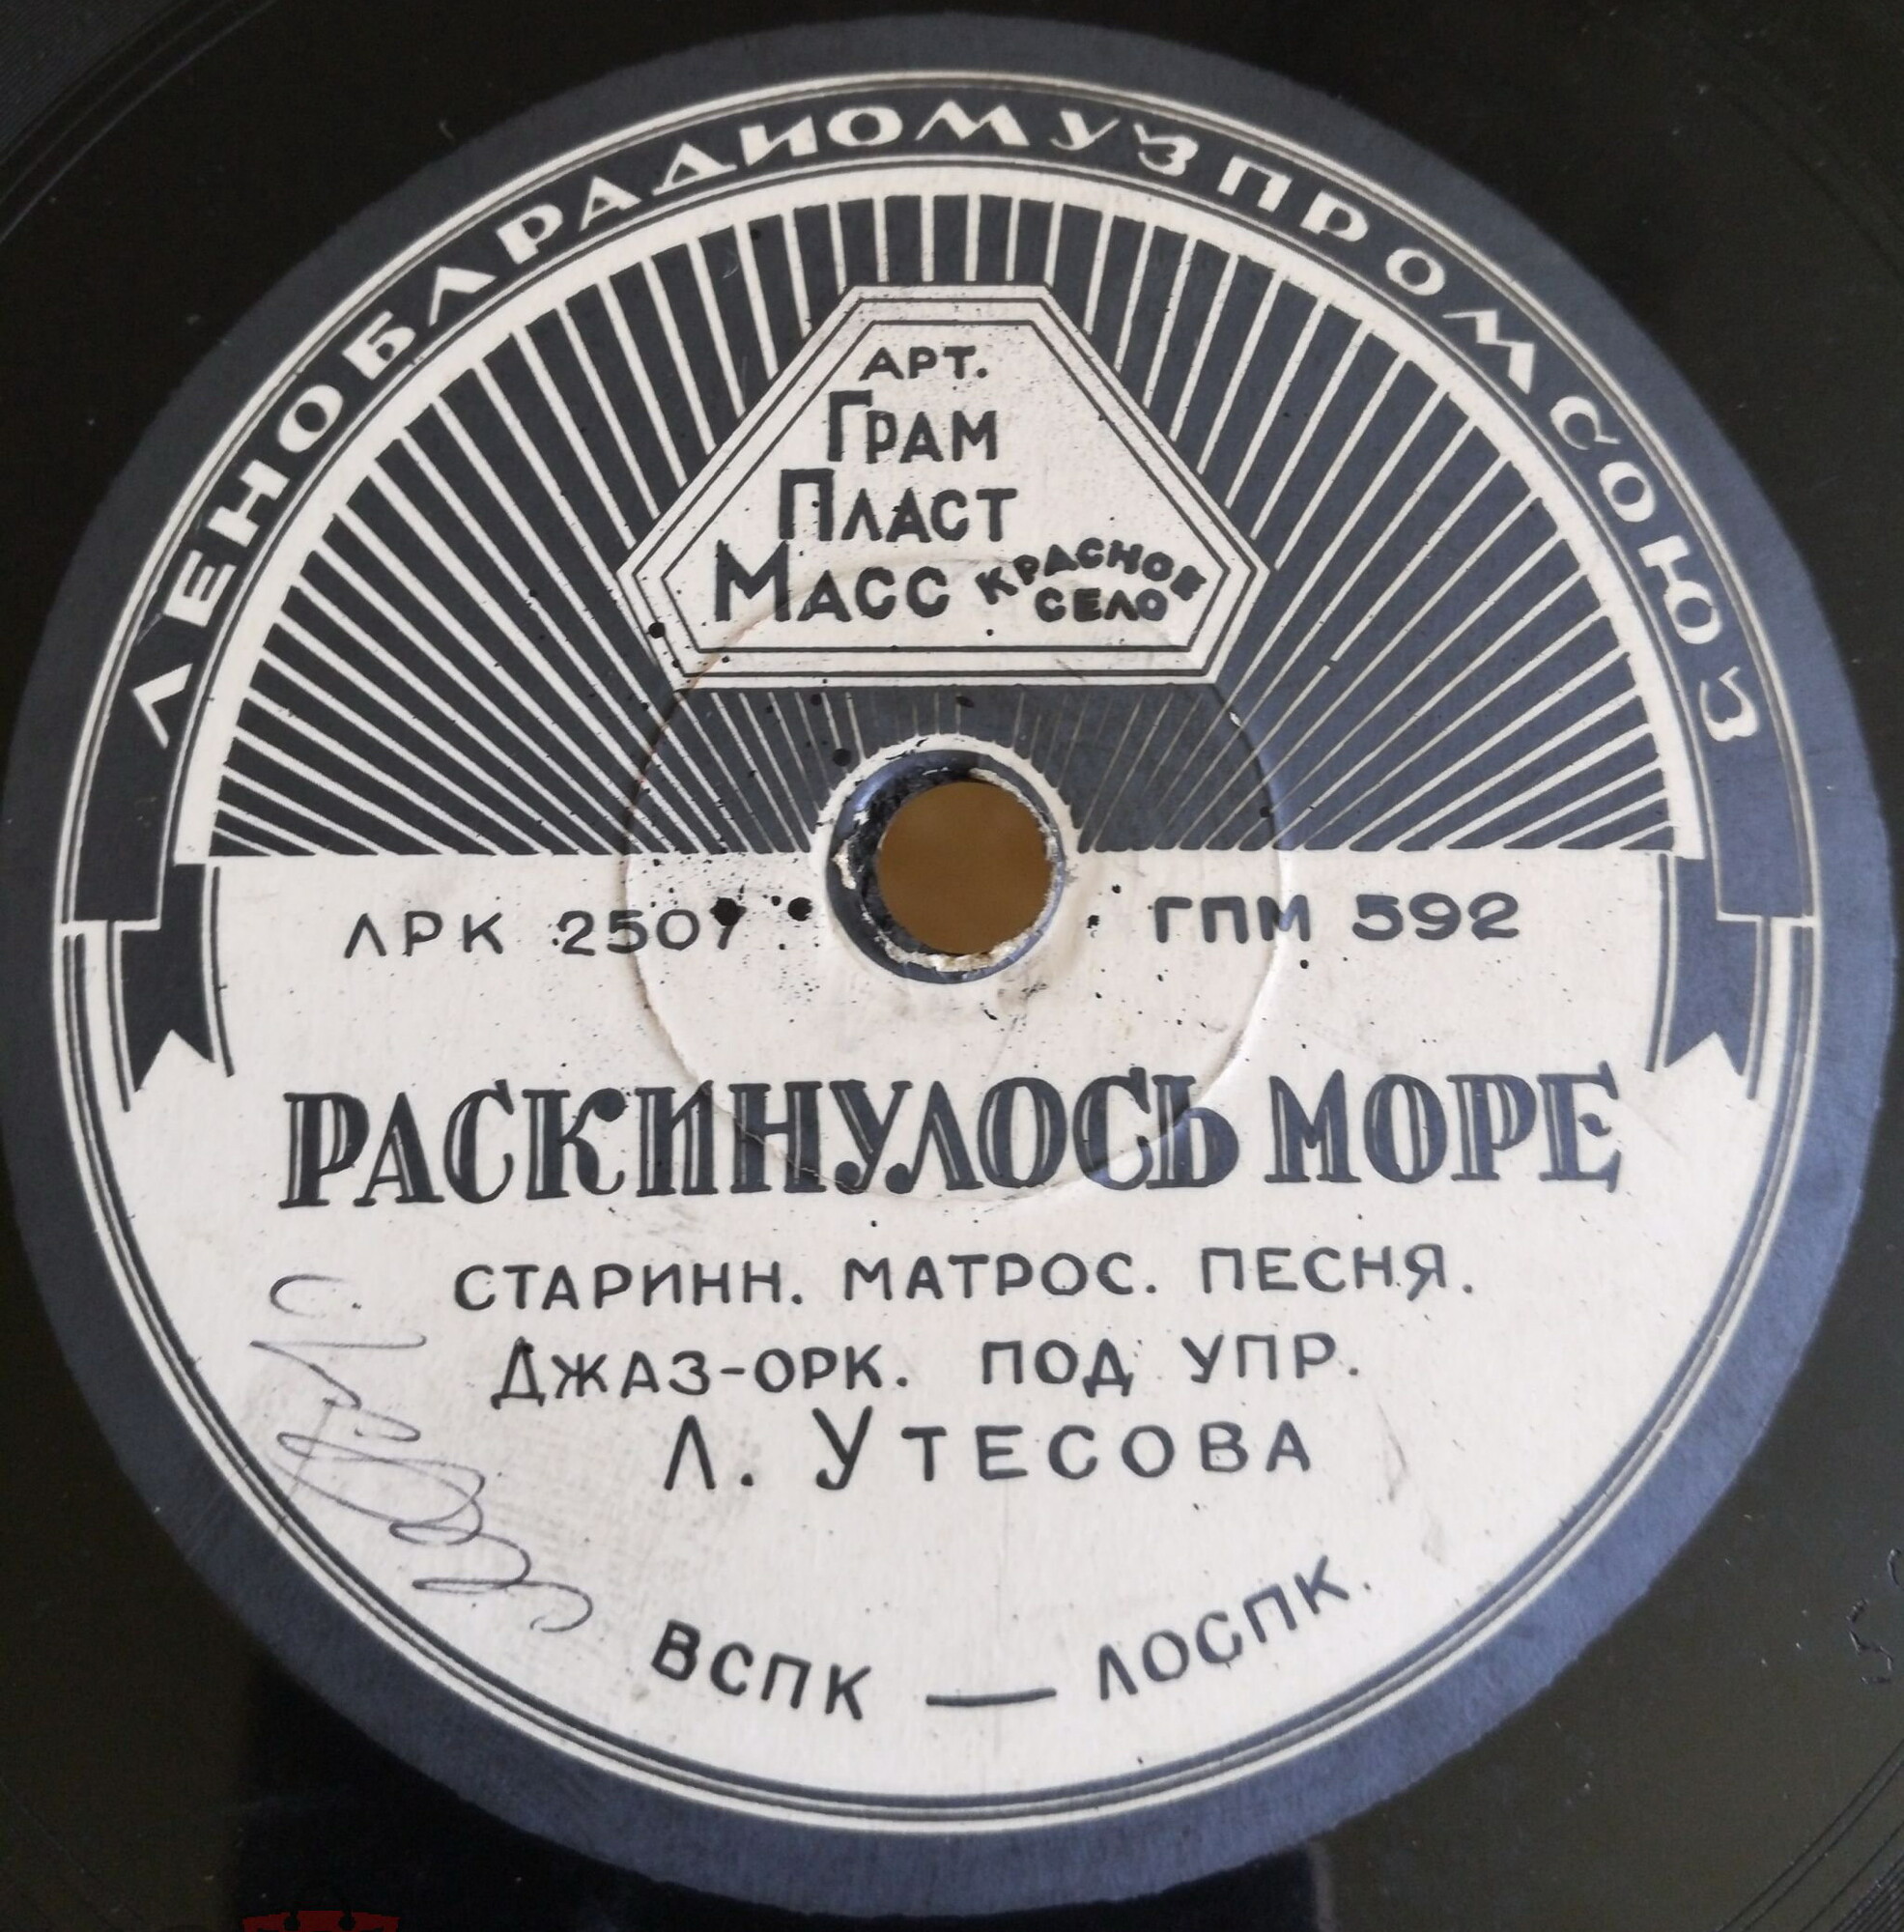 ЛЕНОБЛРАДИОМУЗПРОМСОЮЗ
АРТ.
ГРАМ
ПЛАСТ
МАСС КРАСНОЕ СЕЛО
ЛРК 2507 ГПМ 592
РАСКИНУЛОСЬ МОРЕ
СТАРИНН. МАТРОС. ПЕСНЯ.
ДЖАЗ-ОРК. ПОД УПР.
Л. УТЕСОВА
ВСПК — ЛОСПК.